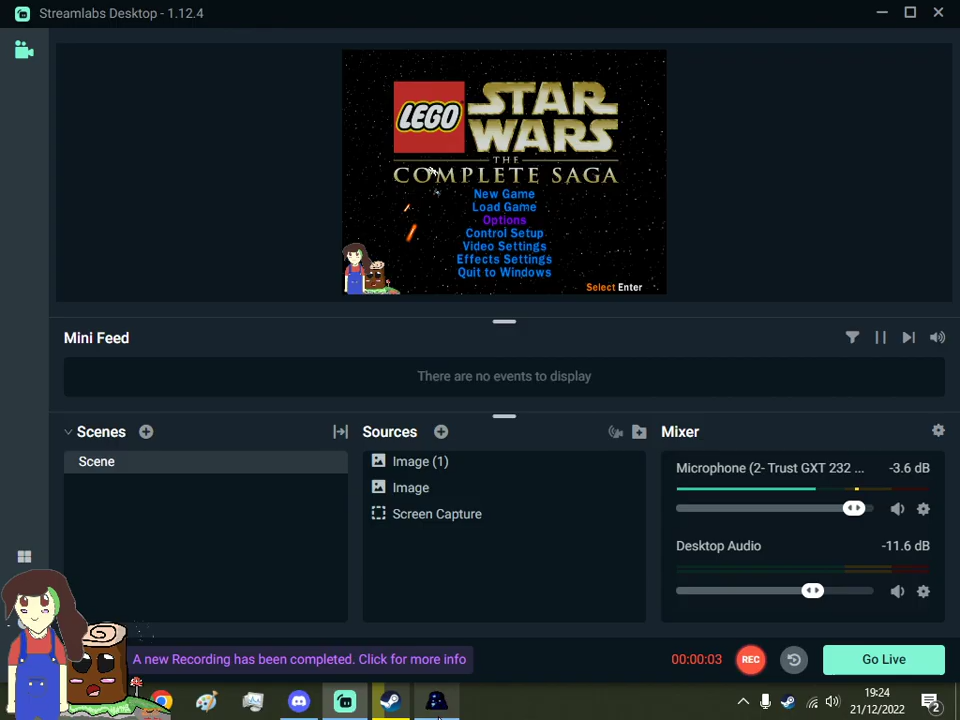 Streamlabs Desktop - 1.12.4
LEGO STAR WARS
THE
COMPLETE SAGA
New Game
Load Game
Options
Control Setup
Video Settings
Effects Settings
Quit to Windows
Select Enter
Mini Feed
There are no events to display
Scenes
Sources
Mixer
Scene
Image (1)
Image
Screen Capture
Microphone (2- Trust GXT 232 ... -3.6 dB
Desktop Audio -11.6 dB
A new Recording has been completed. Click for more info
00:00:03
REC
Go Live
19:24
21/12/2022
2